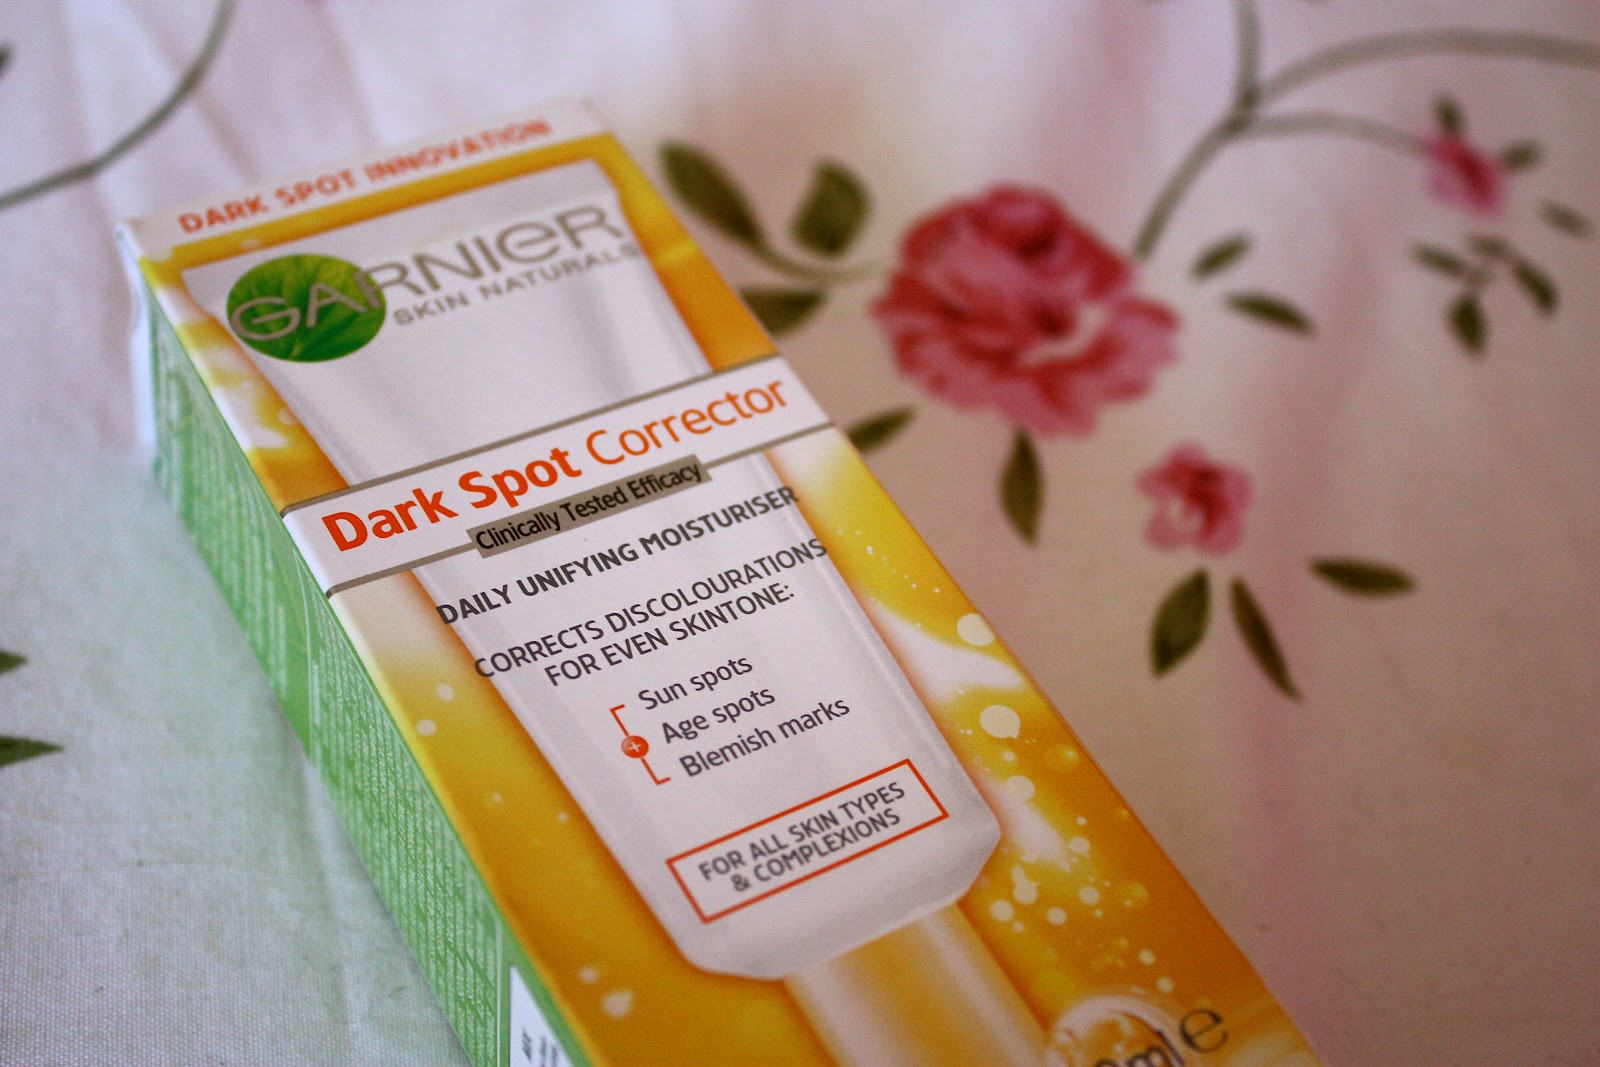 DARK SPOT INNOVATION
GARNIER
SKIN NATURALS
Dark Spot Corrector
Clinically Tested Efficacy
DAILY UNIFYING MOISTURISER
CORRECTS DISCOLOURATIONS
FOR EVEN SKINTONE:
Sun spots
+ Age spots
Blemish marks
FOR ALL SKIN TYPES
& COMPLEXIONS
ml e